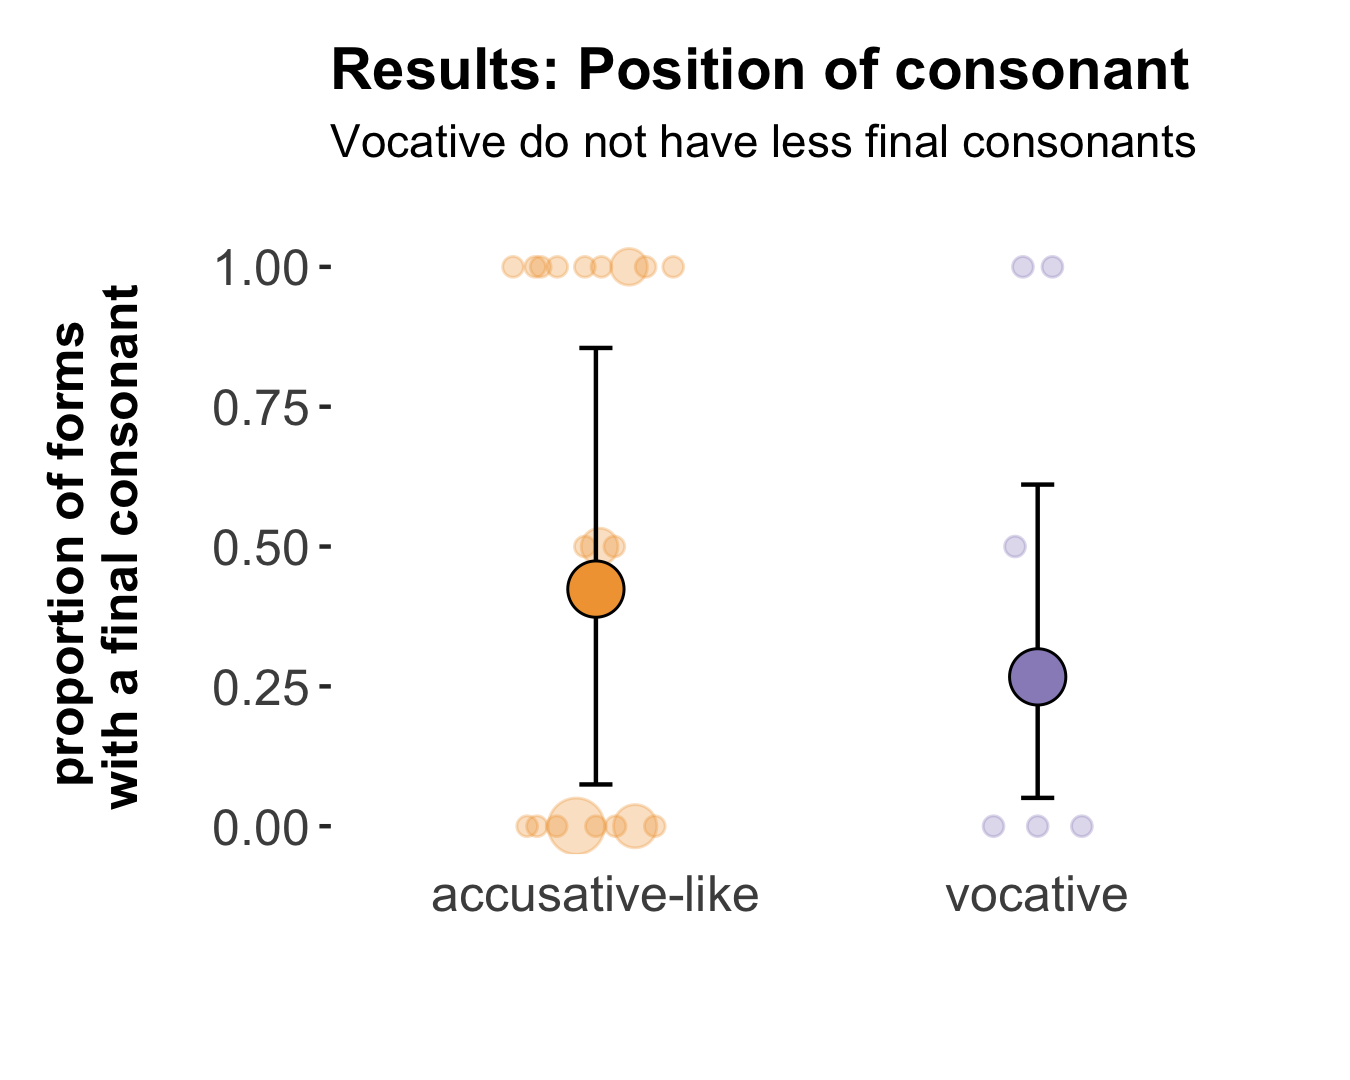 Results: Position of consonant
Vocative do not have less final consonants
proportion of forms
with a final consonant
1.00
0.75
0.50
0.25
0.00
accusative-like
vocative